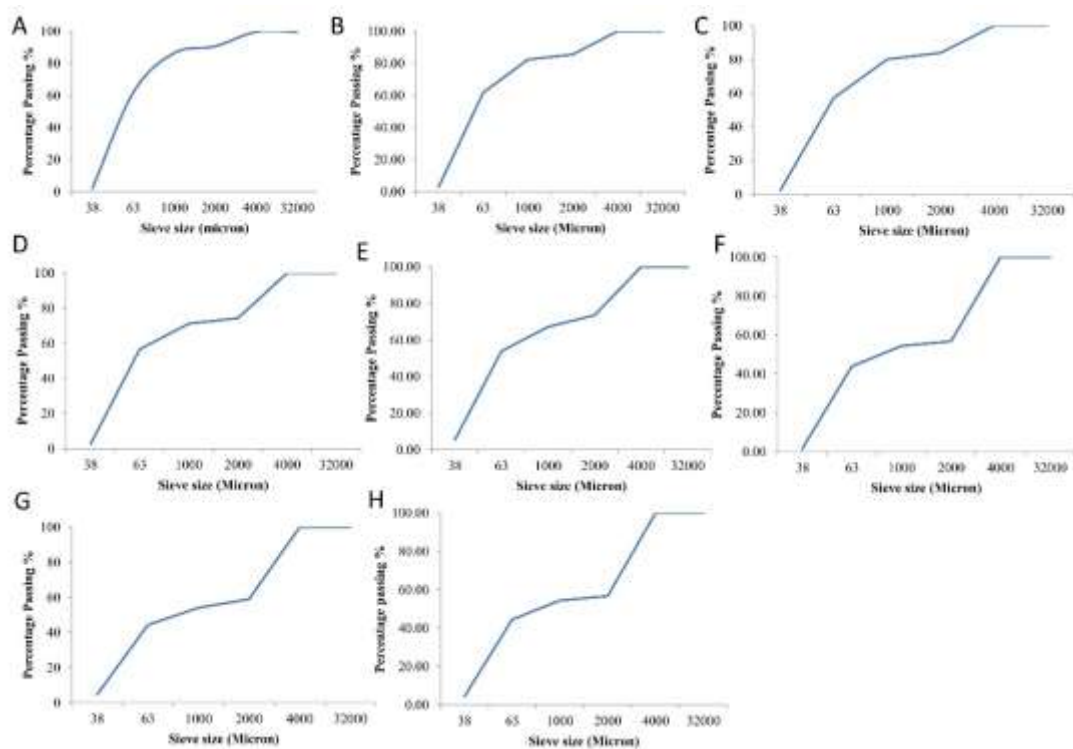 A
Percentage Passing %
100
80
60
40
20
0
38 63 1000 2000 4000 32000
Sieve size (micron)
B
Percentage Passing %
100.00
80.00
60.00
40.00
20.00
0.00
38 63 1000 2000 4000 32000
Sieve size (Micron)
C
Percentage Passing %
100
80
60
40
20
0
38 63 1000 2000 4000 32000
Sieve size (Micron)
D
Percentage Passing %
100
80
60
40
20
0
38 63 1000 2000 4000 32000
Sieve size (Micron)
E
Percentage Passing %
100.00
80.00
60.00
40.00
20.00
0.00
38 63 1000 2000 4000 32000
Sieve size (Micron)
F
Percentage Passing %
100.00
80.00
60.00
40.00
20.00
0.00
38 63 1000 2000 4000 32000
Sieve size (Micron)
G
Percentage Passing %
100
80
60
40
20
0
38 63 1000 2000 4000 32000
Sieve size (Micron)
H
Percentage passing %
100.00
80.00
60.00
40.00
20.00
0.00
38 63 1000 2000 4000 32000
Sieve size (Micron)